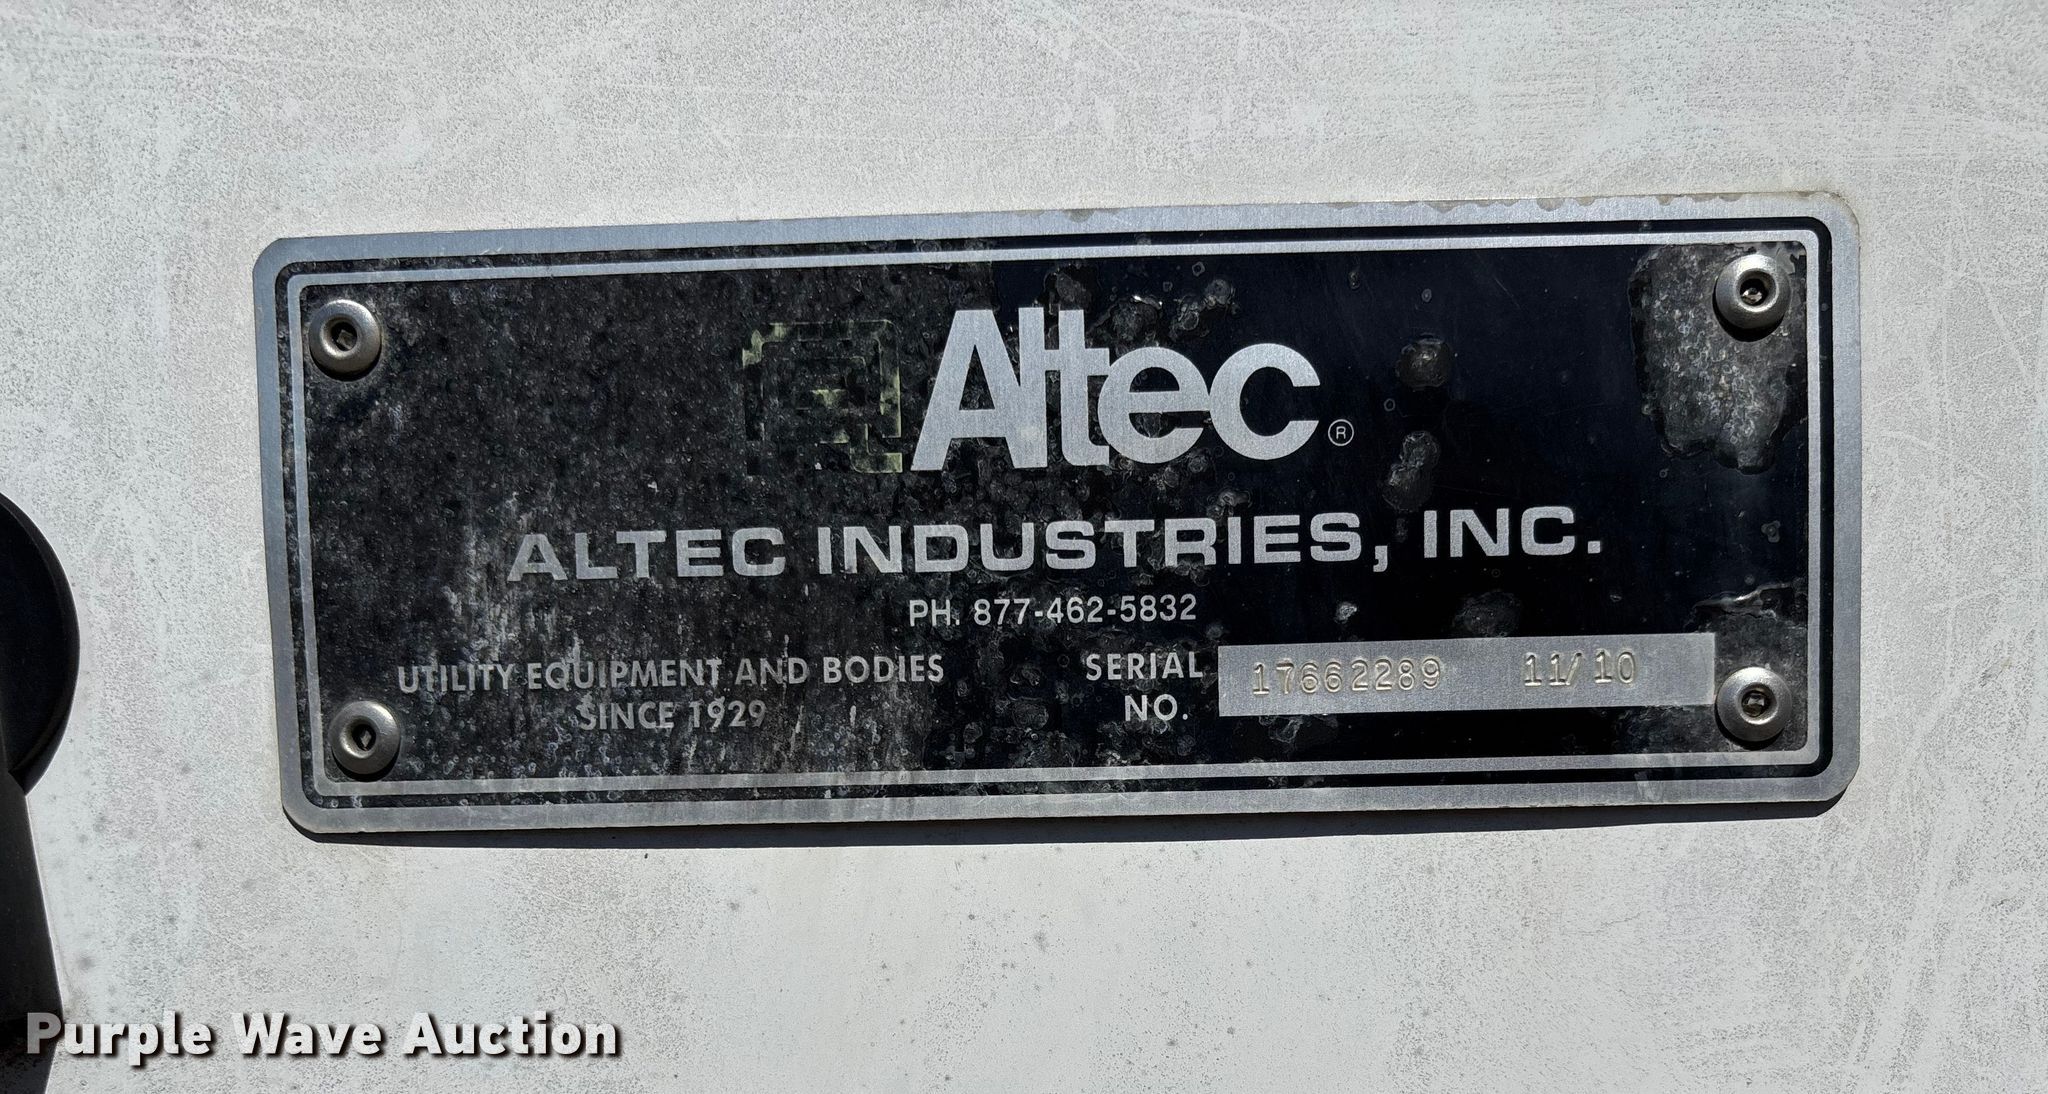 Altec®
ALTEC INDUSTRIES, INC.
PH. 877-462-5832
UTILITY EQUIPMENT AND BODIES
SINCE 1929
SERIAL
NO.
17662289 11/10
Purple Wave Auction